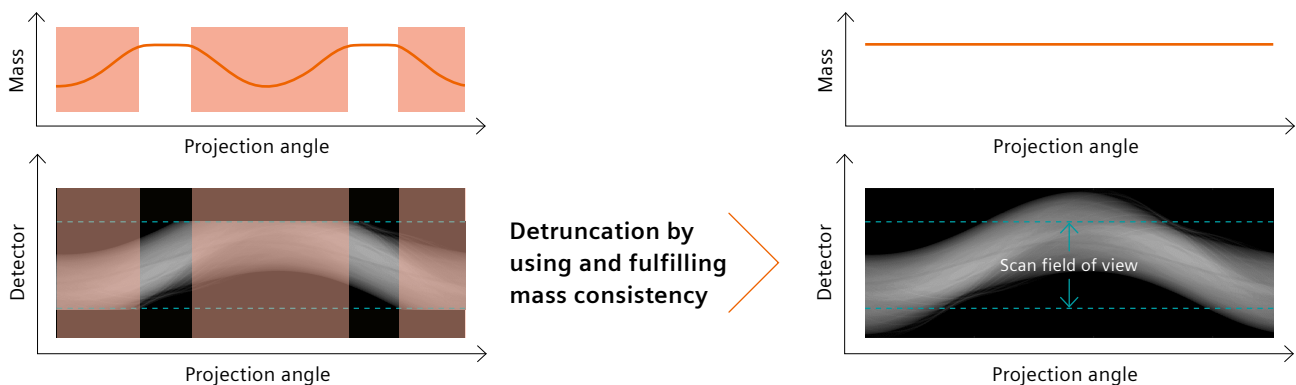 Mass
Projection angle
Mass
Projection angle
Detector
Projection angle
Detruncation by
using and fulfilling
mass consistency
Detector
Scan field of view
Projection angle